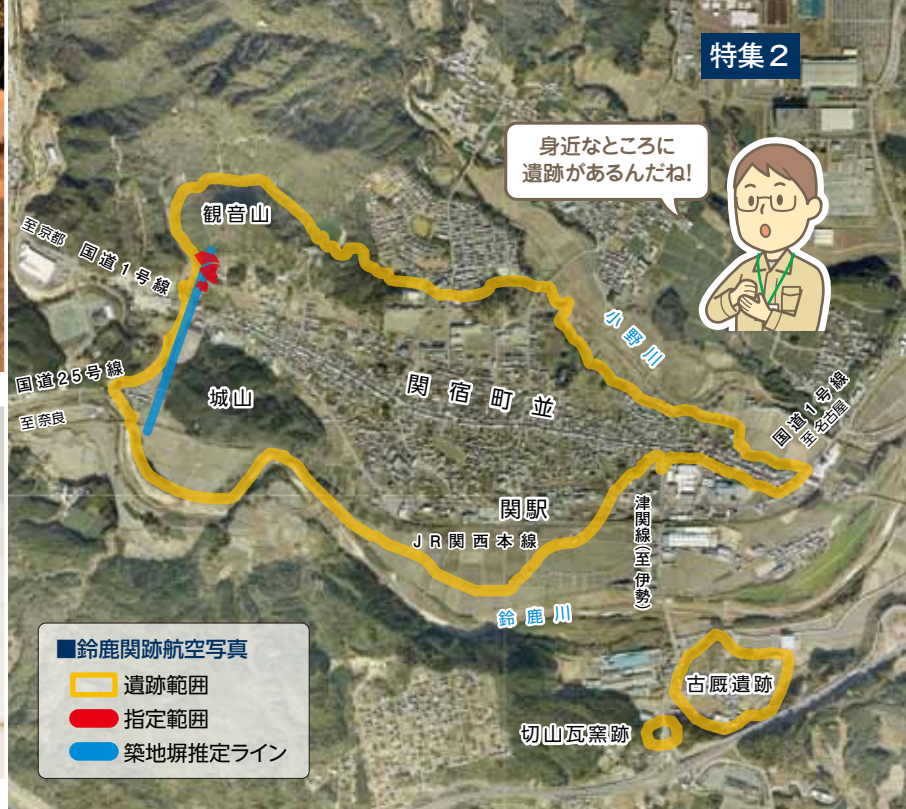 特集2
身近なところに
遺跡があるんだね!
観音山
至京都
国道1号線
小野川
国道25号線
至奈良
城山
関宿町並
国道1号線
至名古屋
関駅
JR関西本線
津関線(至伊勢)
鈴鹿川
古厩遺跡
切山瓦窯跡
■鈴鹿関跡航空写真
遺跡範囲
指定範囲
築地塀推定ライン